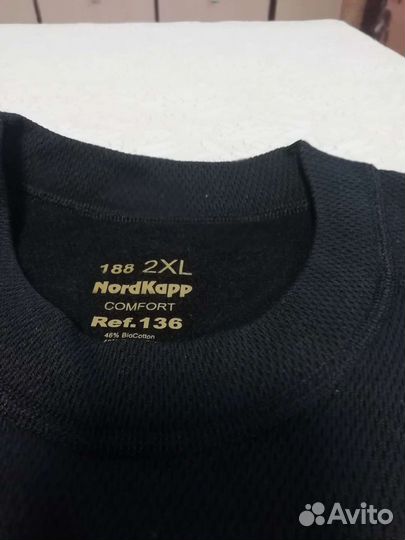 188 2XL
NordKapp
COMFORT
Ref.136
46% BioCotton
Avito